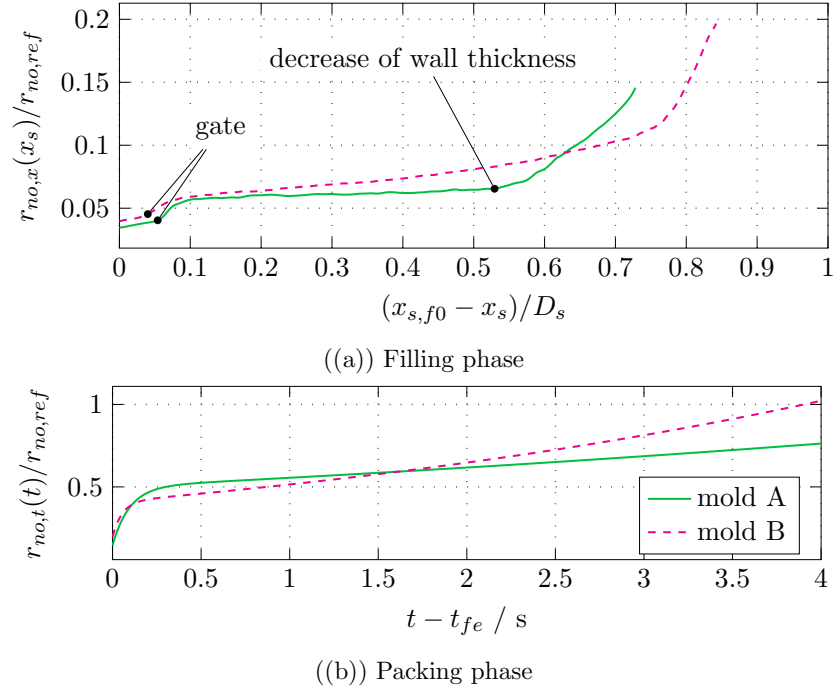 0.2
0.15
0.1
0.05
r_{no,x}(x_s)/r_{no,ref}
decrease of wall thickness
gate
0 0.1 0.2 0.3 0.4 0.5 0.6 0.7 0.8 0.9 1
(x_{s,f0} − x_s)/D_s
((a)) Filling phase
1
0.5
r_{no,t}(t)/r_{no,ref}
mold A
mold B
0 0.5 1 1.5 2 2.5 3 3.5 4
t − t_{fe} / s
((b)) Packing phase